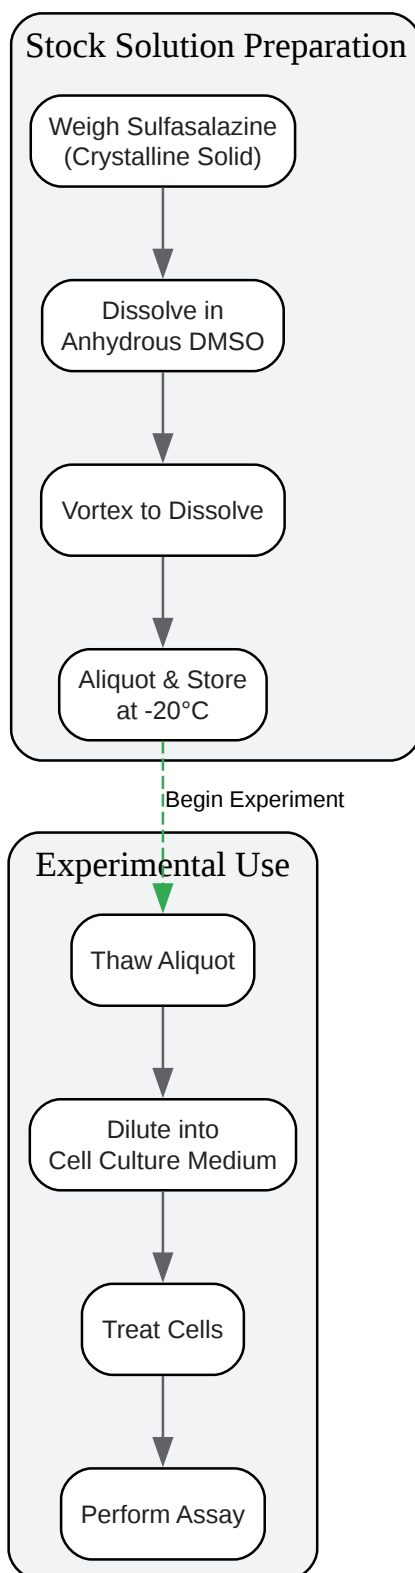 Stock Solution Preparation
Weigh Sulfasalazine
(Crystalline Solid)
Dissolve in
Anhydrous DMSO
Vortex to Dissolve
Aliquot & Store
at -20°C
Begin Experiment
Experimental Use
Thaw Aliquot
Dilute into
Cell Culture Medium
Treat Cells
Perform Assay